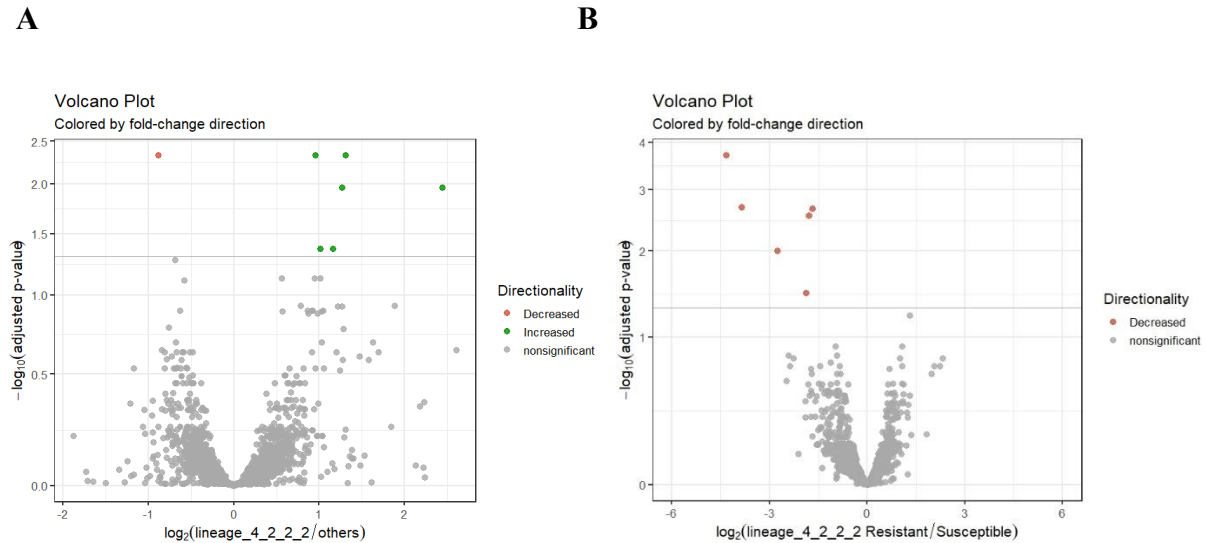 A
B
Volcano Plot
Colored by fold-change direction
−log10(adjusted p-value)
2.5
2.0
1.5
1.0
0.5
0.0
-2
-1
0
1
2
log2(lineage_4_2_2_2/others)
Directionality
Decreased
Increased
nonsignificant
Volcano Plot
Colored by fold-change direction
−log10(adjusted p-value)
4
3
2
1
0
-6
-3
0
3
6
log2(lineage_4_2_2_2 Resistant/Susceptible)
Directionality
Decreased
nonsignificant